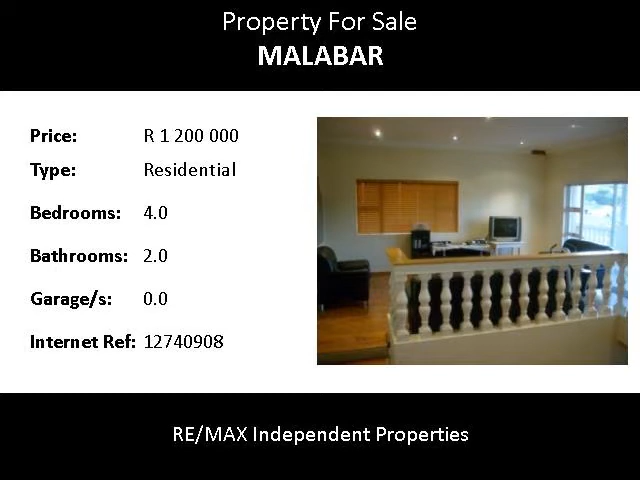 Property For Sale
MALABAR
Price: R 1 200 000
Type: Residential
Bedrooms: 4.0
Bathrooms: 2.0
Garage/s: 0.0
Internet Ref: 12740908
RE/MAX Independent Properties